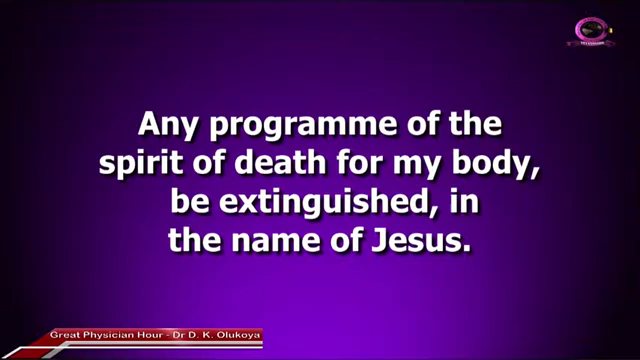 Any programme of the
spirit of death for my body,
be extinguished, in
the name of Jesus.
Great Physician Hour - Dr D. K. Olukoya